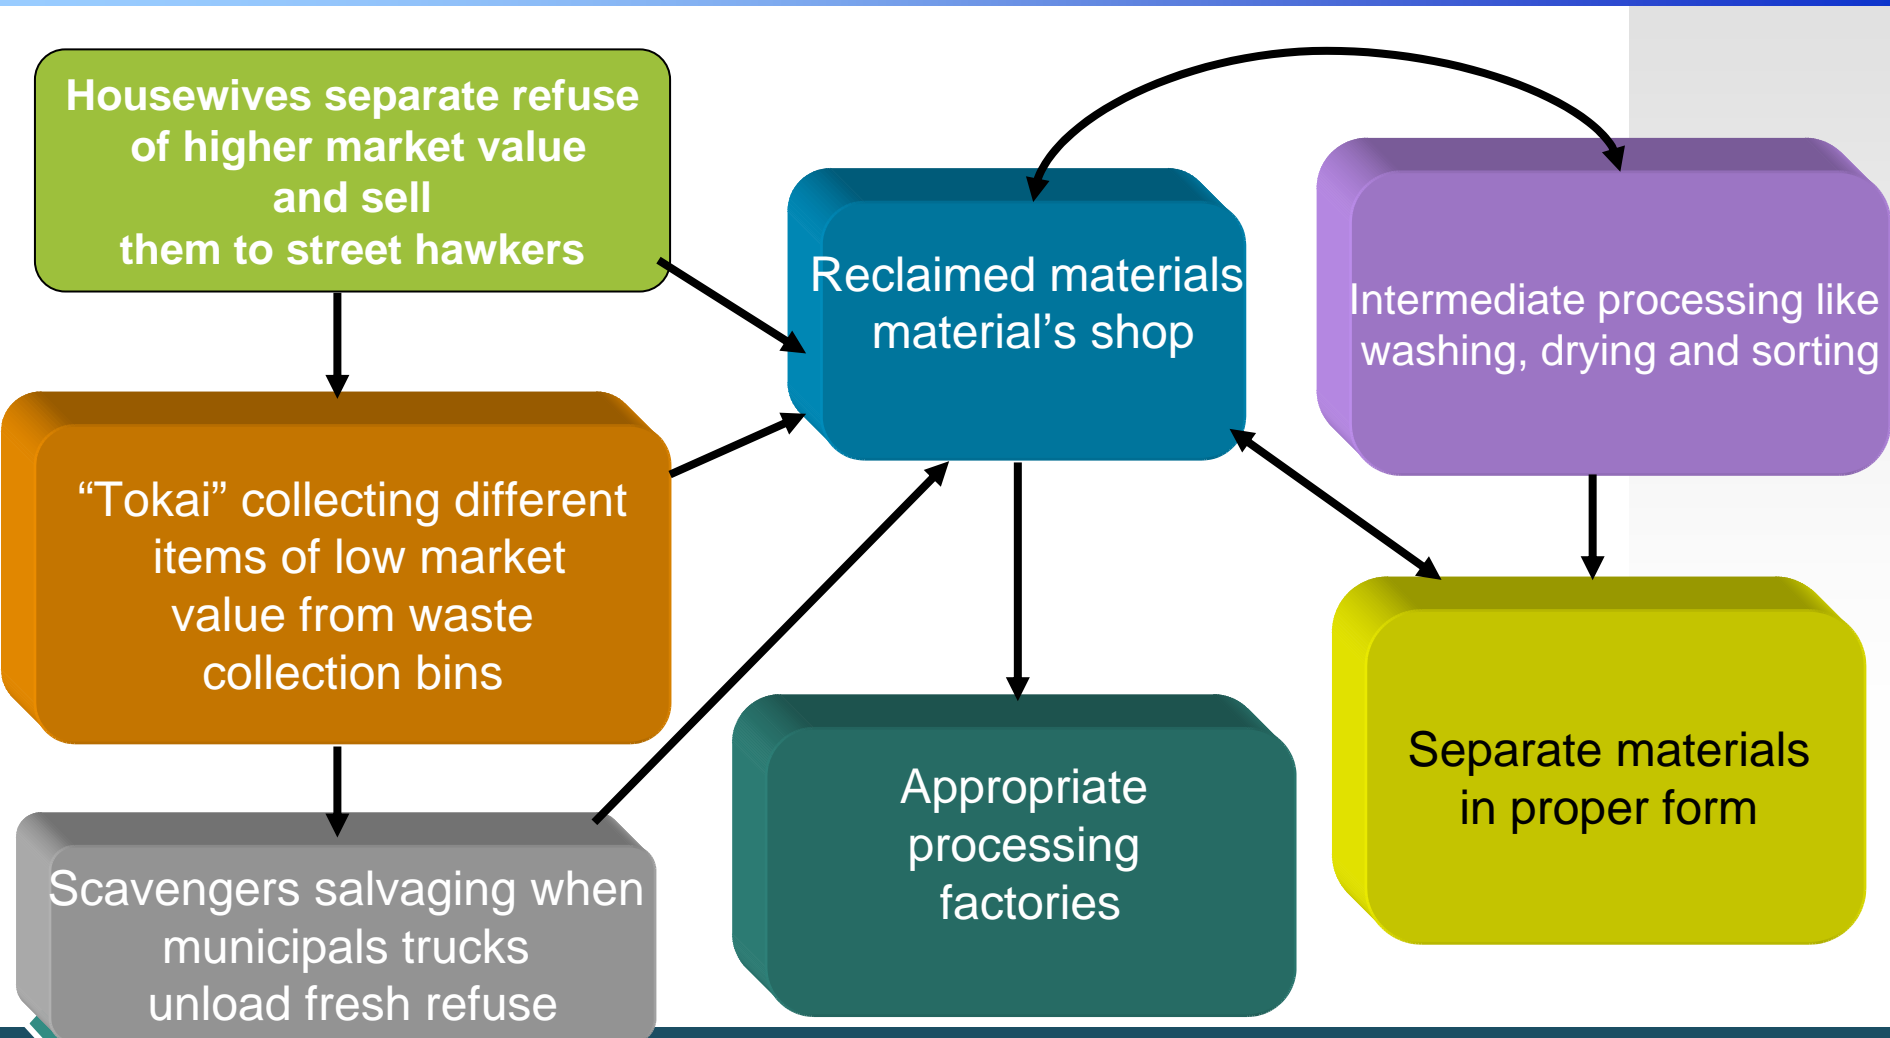 Housewives separate refuse
of higher market value
and sell
them to street hawkers
Reclaimed materials
material’s shop
Intermediate processing like
washing, drying and sorting
“Tokai” collecting different
items of low market
value from waste
collection bins
Separate materials
in proper form
Appropriate
processing
factories
Scavengers salvaging when
municipals trucks
unload fresh refuse